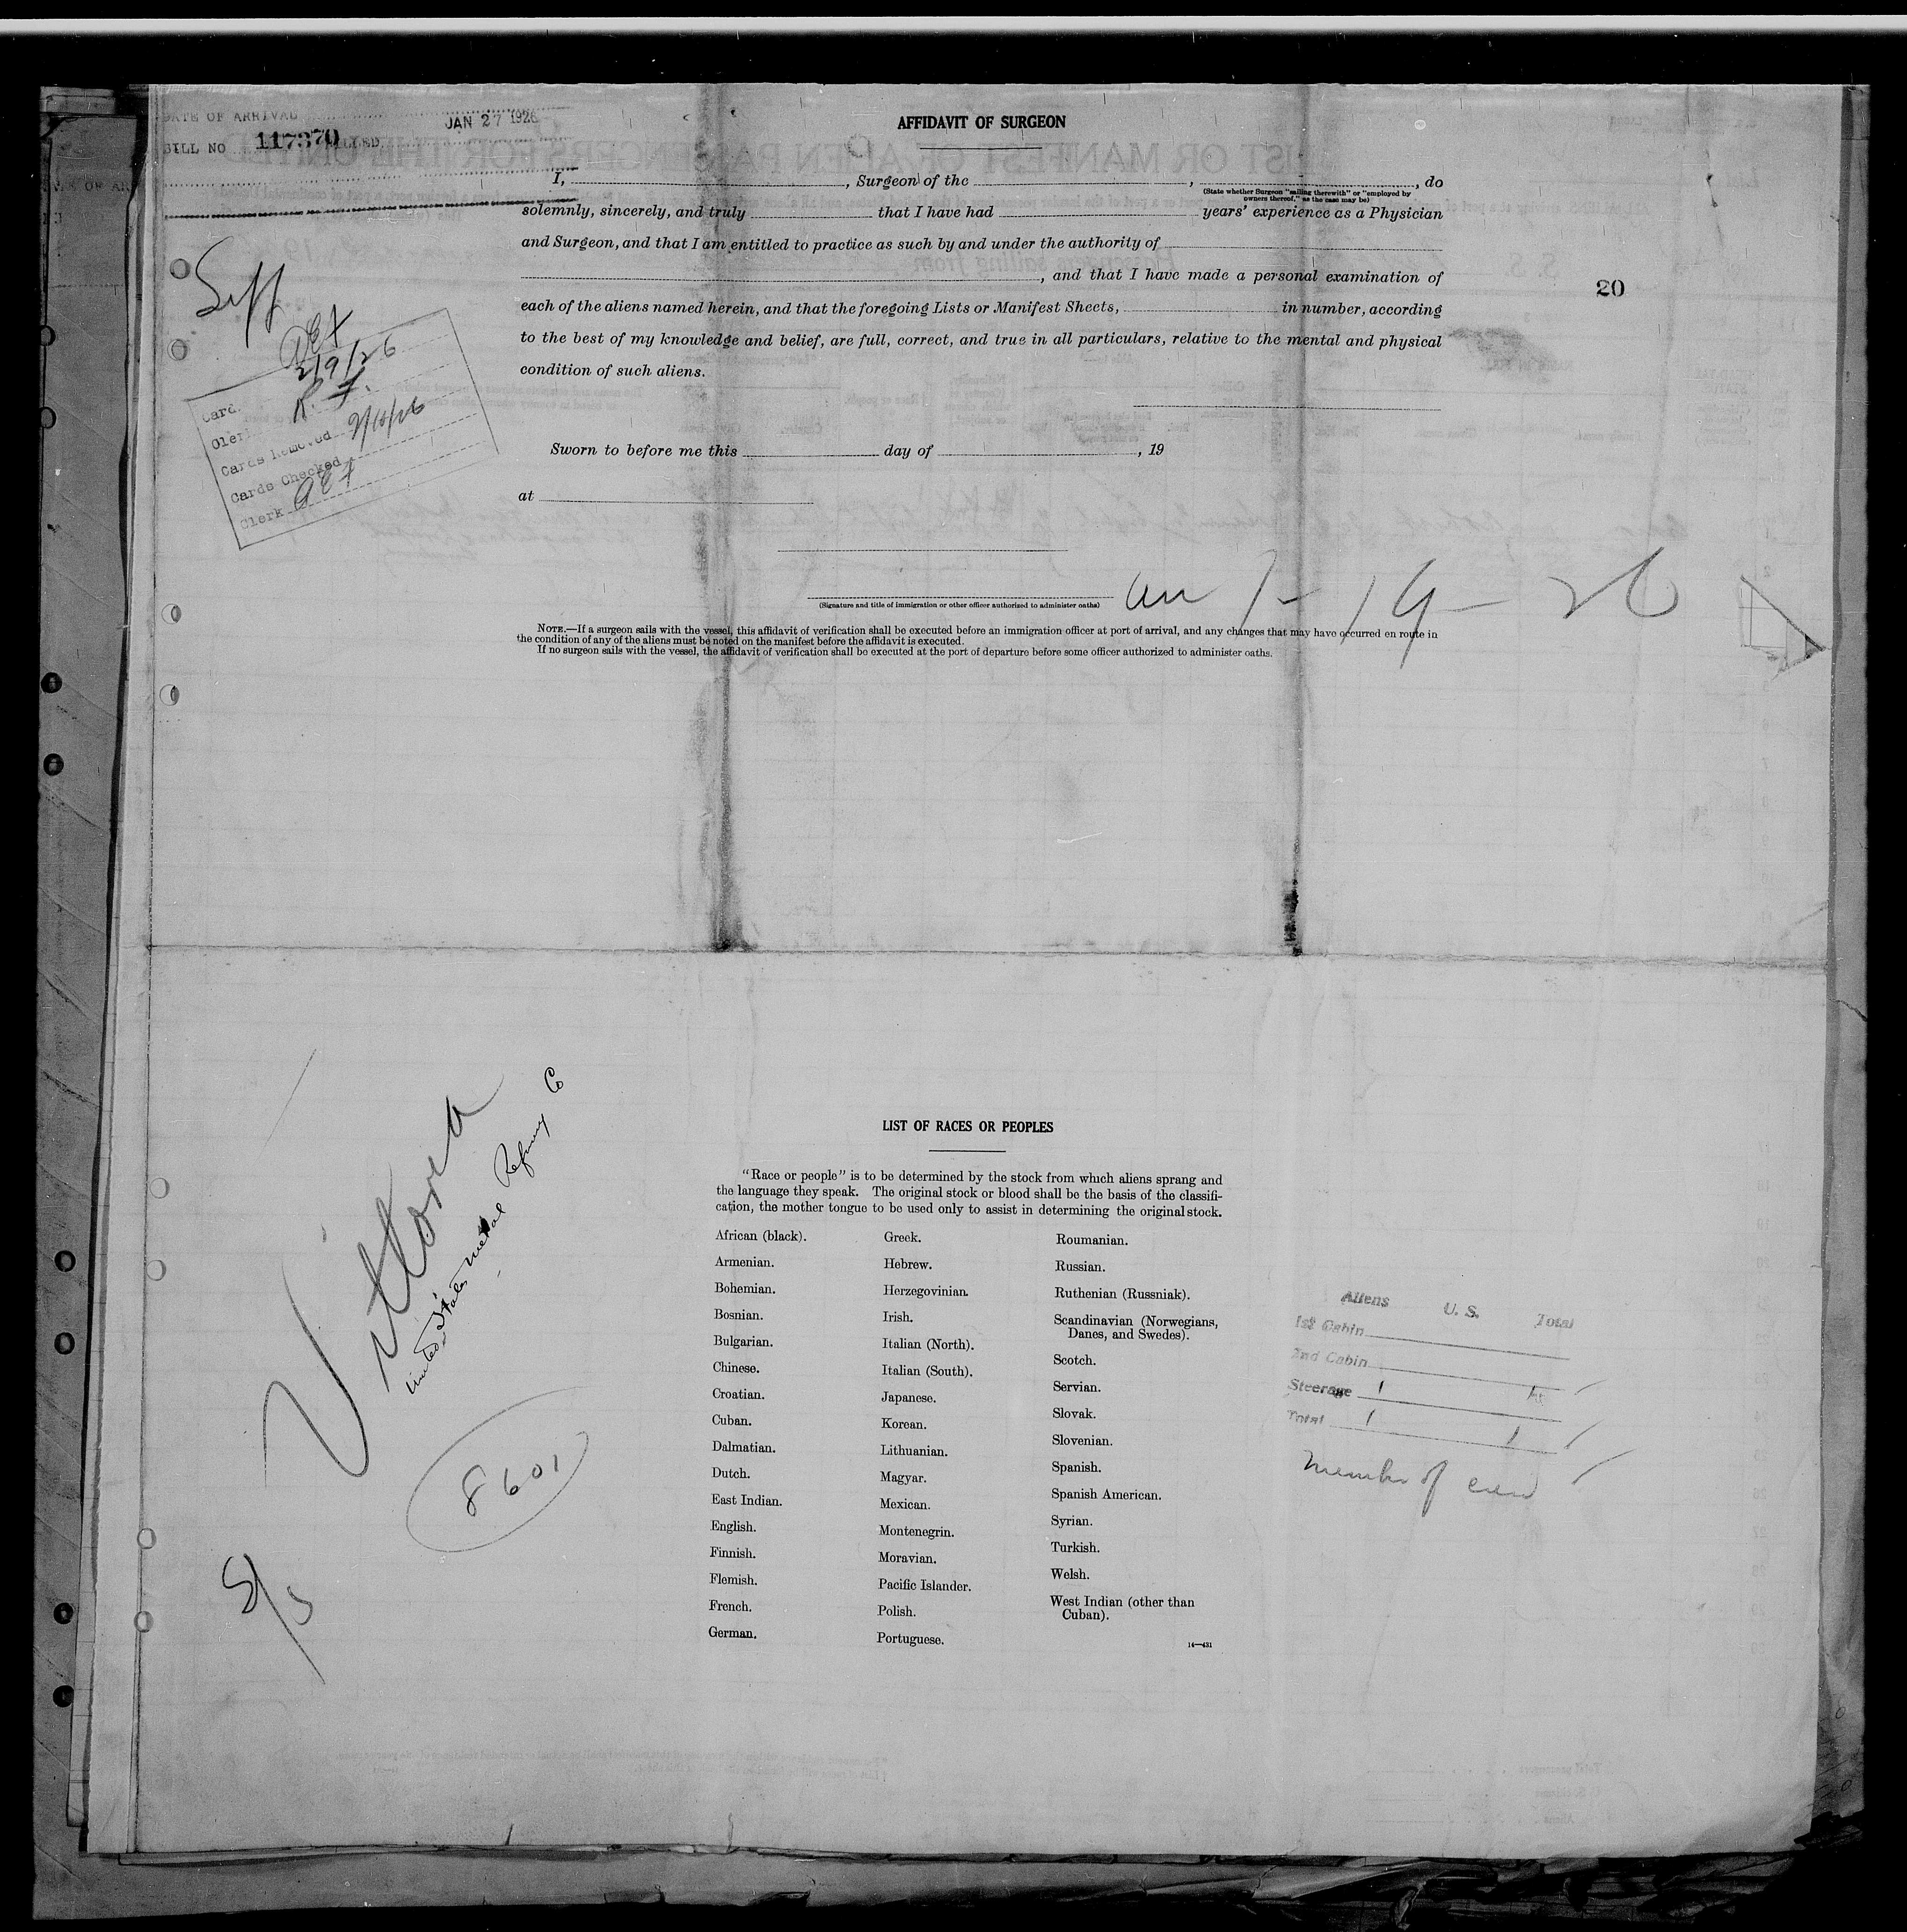 DATE OF ARRIVAL JAN 27 1926
BILL NO 117370
AFFIDAVIT OF SURGEON
I, , Surgeon of the , , do
(State whether Surgeon "sailing therewith" or "employed by
owners thereof," as the case may be)
solemnly, sincerely, and truly that I have had years' experience as a Physician
and Surgeon, and that I am entitled to practice as such by and under the authority of
, and that I have made a personal examination of
each of the aliens named herein, and that the foregoing Lists or Manifest Sheets, in number, according
to the best of my knowledge and belief, are full, correct, and true in all particulars, relative to the mental and physical
condition of such aliens.
20
2/9/26
Card
R. F.
Cards Removed 2/10/26
Cards Checked
Clerk
Sworn to before me this day of , 19
at
(Signature and title of immigration or other officer authorized to administer oaths)
1-19-26
NOTE.—If a surgeon sails with the vessel, this affidavit of verification shall be executed before an immigration officer at port of arrival, and any changes that may have occurred en route in
the condition of any of the aliens must be noted on the manifest before the affidavit is executed.
If no surgeon sails with the vessel, the affidavit of verification shall be executed at the port of departure before some officer authorized to administer oaths.
Vittoria
United States Metal Refining Co
8601
LIST OF RACES OR PEOPLES
"Race or people" is to be determined by the stock from which aliens sprang and
the language they speak. The original stock or blood shall be the basis of the classifi-
cation, the mother tongue to be used only to assist in determining the original stock.
African (black).
Armenian.
Bohemian.
Bosnian.
Bulgarian.
Chinese.
Croatian.
Cuban.
Dalmatian.
Dutch.
East Indian.
English.
Finnish.
Flemish.
French.
German.
Greek.
Hebrew.
Herzegovinian.
Irish.
Italian (North).
Italian (South).
Japanese.
Korean.
Lithuanian.
Magyar.
Mexican.
Montenegrin.
Moravian.
Pacific Islander.
Polish.
Portuguese.
Roumanian.
Russian.
Ruthenian (Russniak).
Scandinavian (Norwegians,
Danes, and Swedes).
Scotch.
Servian.
Slovak.
Slovenian.
Spanish.
Spanish American.
Syrian.
Turkish.
Welsh.
West Indian (other than
Cuban).
14—431
Aliens U. S. Total
1st Cabin
2nd Cabin
Steerage 1
Total 1 1
Member of crew